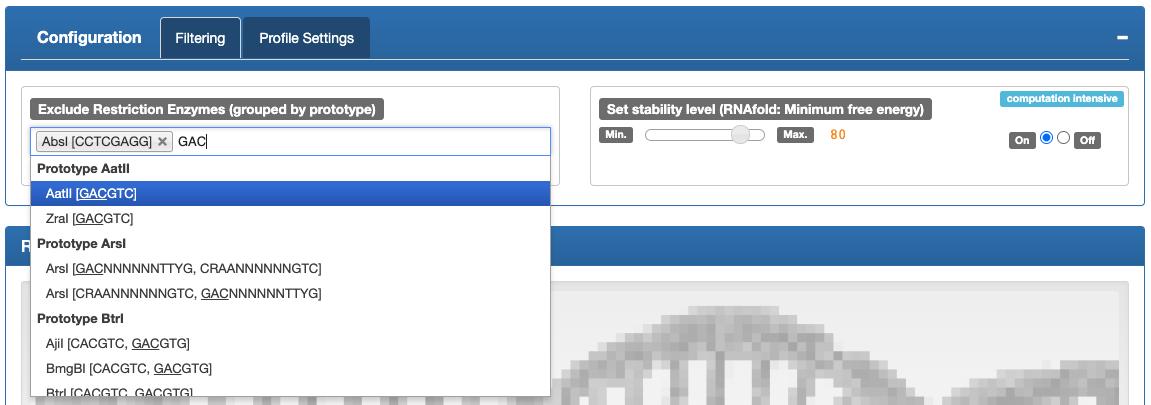 Configuration Filtering Profile Settings
Exclude Restriction Enzymes (grouped by prototype)
AbsI [CCTCGAGG] × GAC
Prototype AatII
AatII [GACGTC]
ZraI [GACGTC]
Prototype ArsI
ArsI [GACNNNNNNTTYG, CRAANNNNNNGTC]
ArsI [CRAANNNNNNGTC, GACNNNNNNTTYG]
Prototype BtrI
AjiI [CACGTC, GACGTG]
BmgBI [CACGTC, GACGTG]
BtrI [CACGTC, GACGTG]
computation intensive
Set stability level (RNAfold: Minimum free energy)
Min. Max. 80 On Off